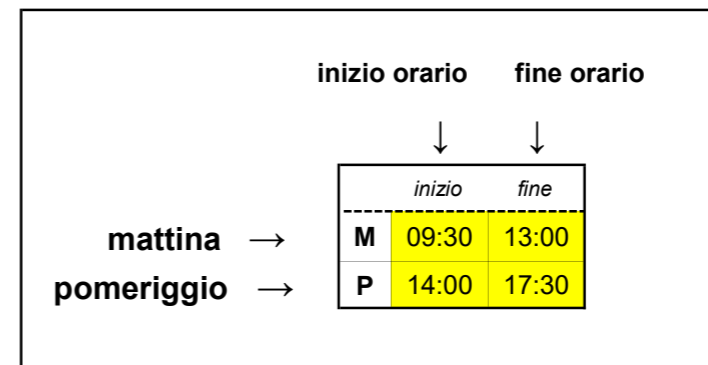 inizio orario fine orario
↓ ↓
inizio fine
mattina → M 09:30 13:00
pomeriggio → P 14:00 17:30